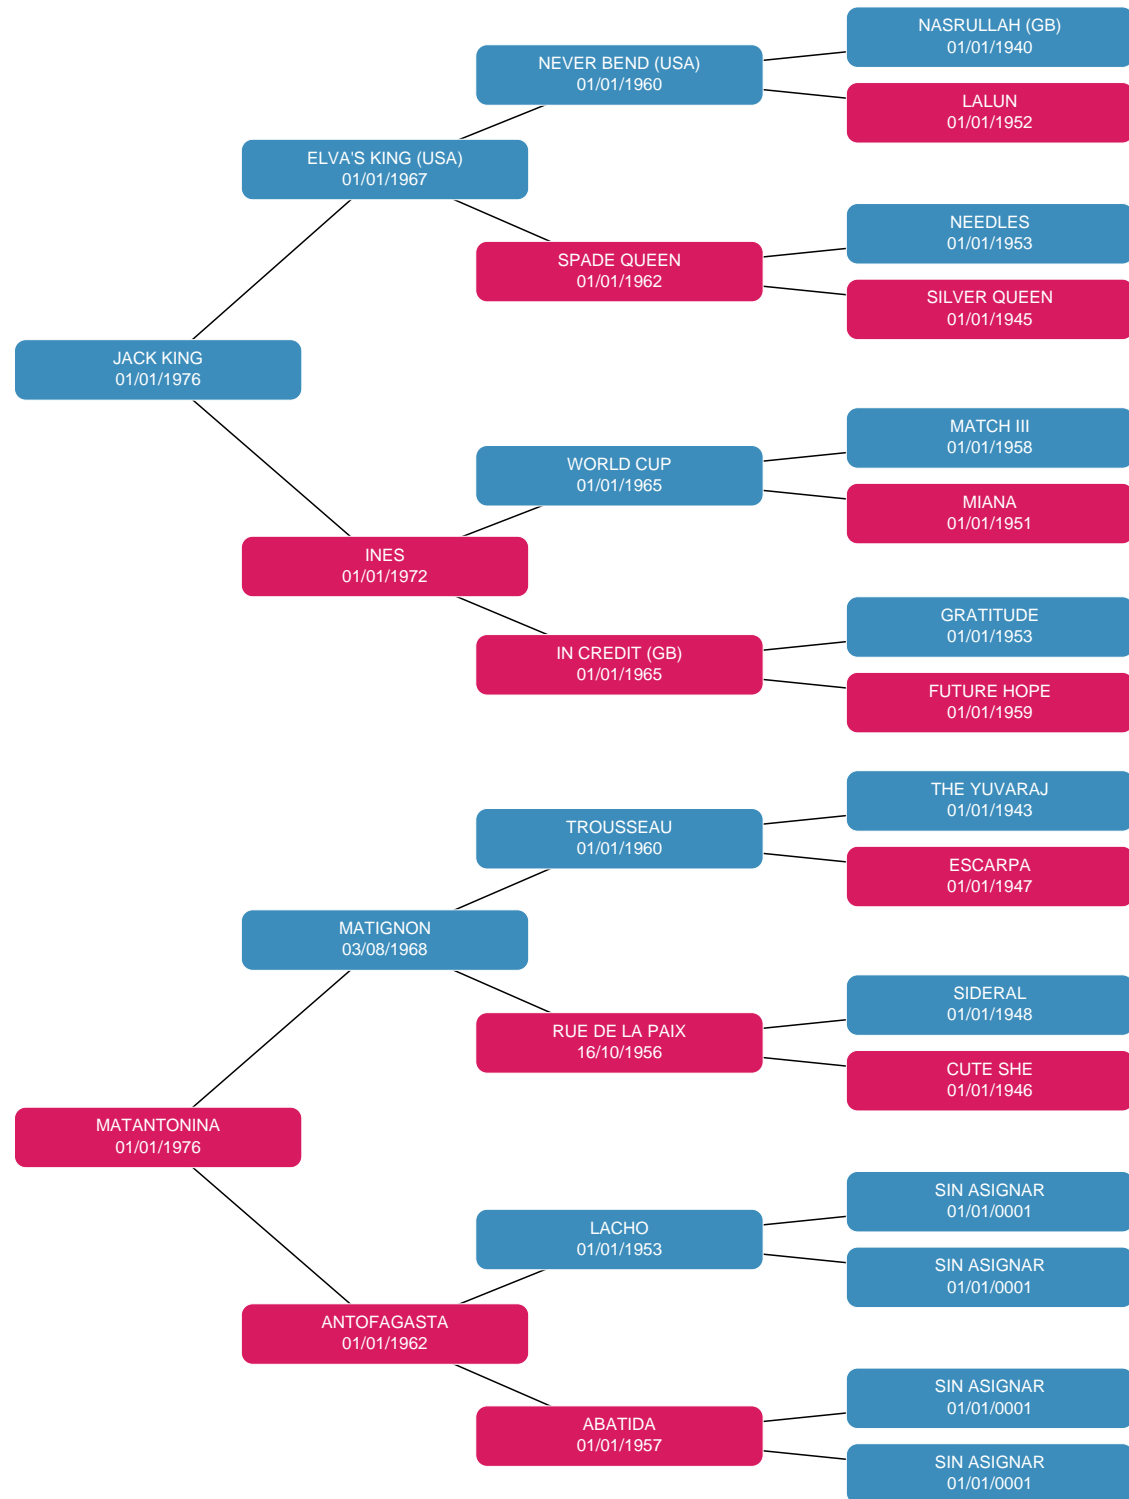 NASRULLAH (GB)
01/01/1940
NEVER BEND (USA)
01/01/1960
LALUN
01/01/1952
ELVA'S KING (USA)
01/01/1967
NEEDLES
01/01/1953
SPADE QUEEN
01/01/1962
SILVER QUEEN
01/01/1945
JACK KING
01/01/1976
MATCH III
01/01/1958
WORLD CUP
01/01/1965
MIANA
01/01/1951
INES
01/01/1972
GRATITUDE
01/01/1953
IN CREDIT (GB)
01/01/1965
FUTURE HOPE
01/01/1959
THE YUVARAJ
01/01/1943
TROUSSEAU
01/01/1960
ESCARPA
01/01/1947
MATIGNON
03/08/1968
SIDERAL
01/01/1948
RUE DE LA PAIX
16/10/1956
CUTE SHE
01/01/1946
MATANTONINA
01/01/1976
SIN ASIGNAR
01/01/0001
LACHO
01/01/1953
SIN ASIGNAR
01/01/0001
ANTOFAGASTA
01/01/1962
SIN ASIGNAR
01/01/0001
ABATIDA
01/01/1957
SIN ASIGNAR
01/01/0001